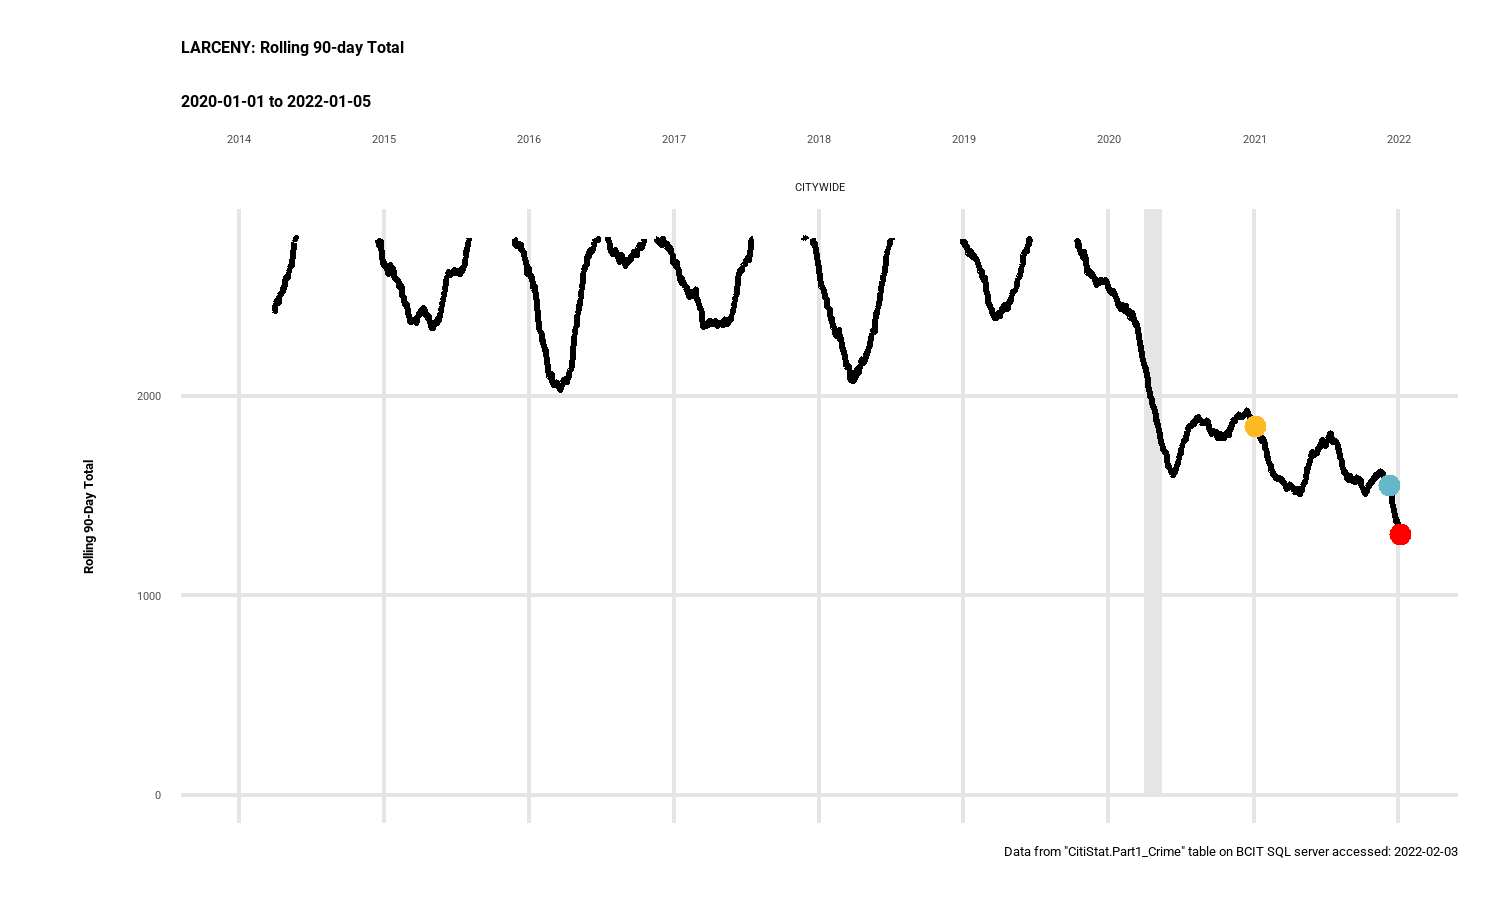 LARCENY: Rolling 90-day Total
2020-01-01 to 2022-01-05
2014 2015 2016 2017 2018 2019 2020 2021 2022
CITYWIDE
2000
Rolling 90-Day Total
1000
0
Data from "CitiStat.Part1_Crime" table on BCIT SQL server accessed: 2022-02-03